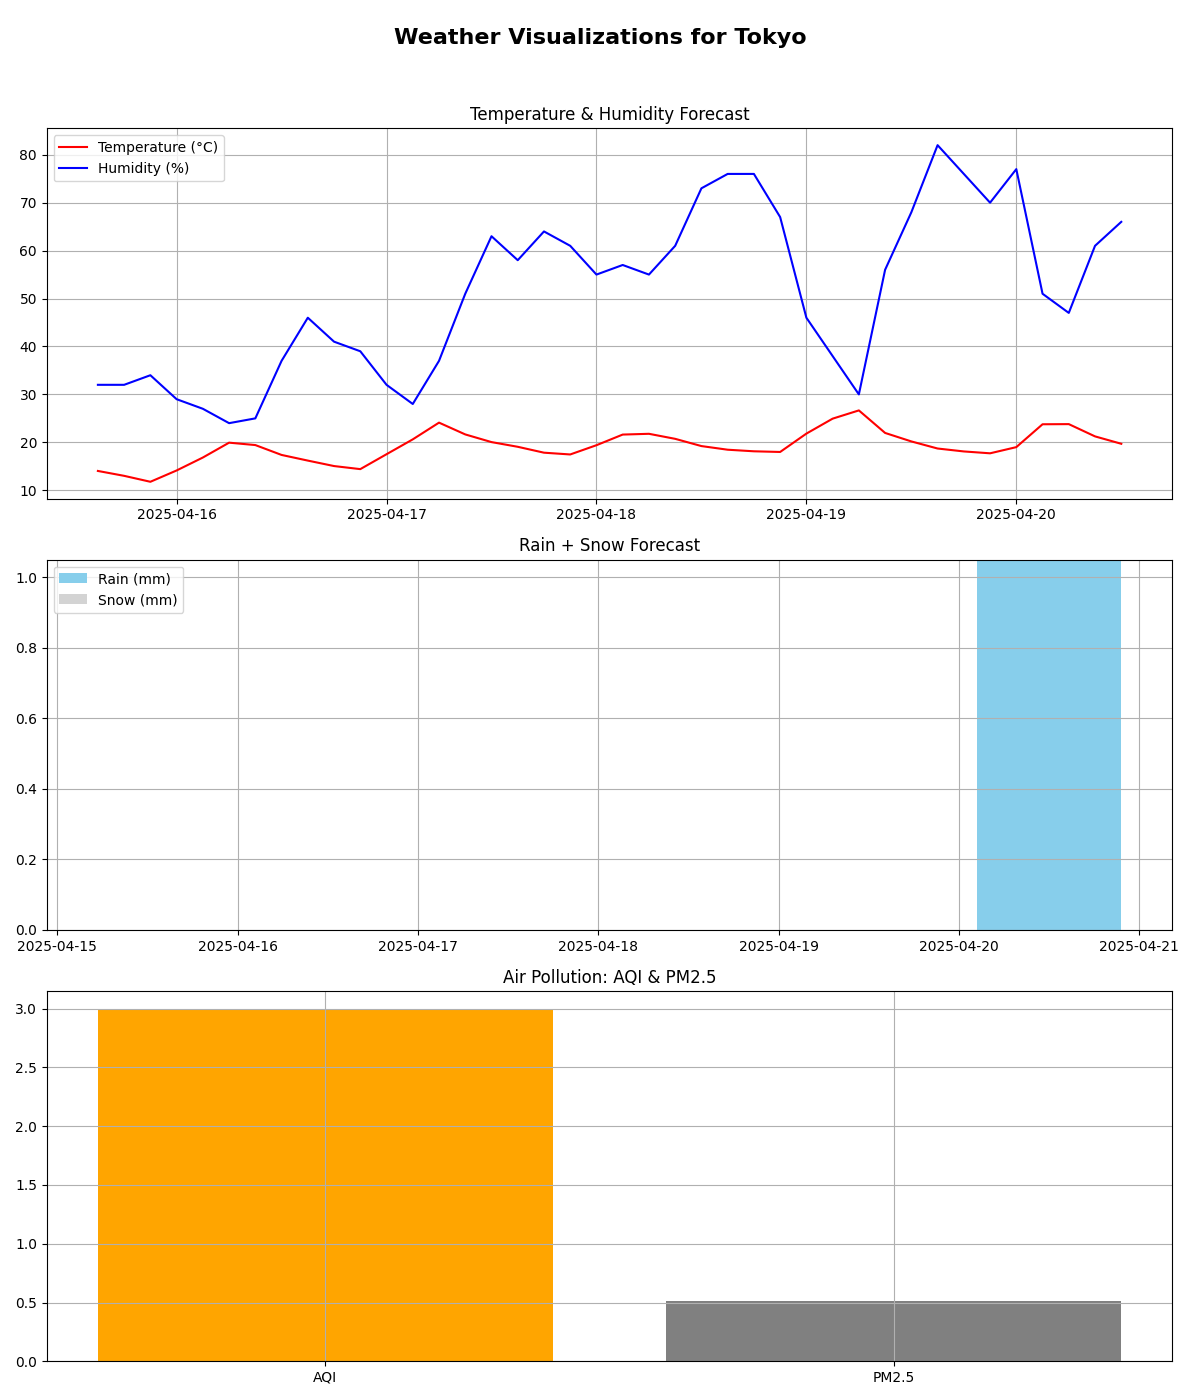 Weather Visualizations for Tokyo
Temperature & Humidity Forecast
Temperature (°C)
Humidity (%)
80
70
60
50
40
30
20
10
2025-04-16 2025-04-17 2025-04-18 2025-04-19 2025-04-20
Rain + Snow Forecast
Rain (mm)
Snow (mm)
1.0
0.8
0.6
0.4
0.2
0.0
2025-04-15 2025-04-16 2025-04-17 2025-04-18 2025-04-19 2025-04-20 2025-04-21
Air Pollution: AQI & PM2.5
3.0
2.5
2.0
1.5
1.0
0.5
0.0
AQI PM2.5